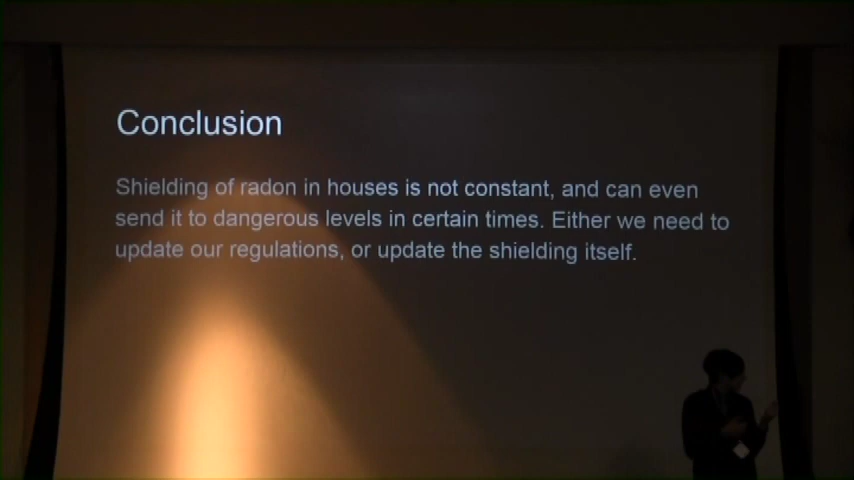 Conclusion
Shielding of radon in houses is not constant, and can even
send it to dangerous levels in certain times. Either we need to
update our regulations, or update the shielding itself.